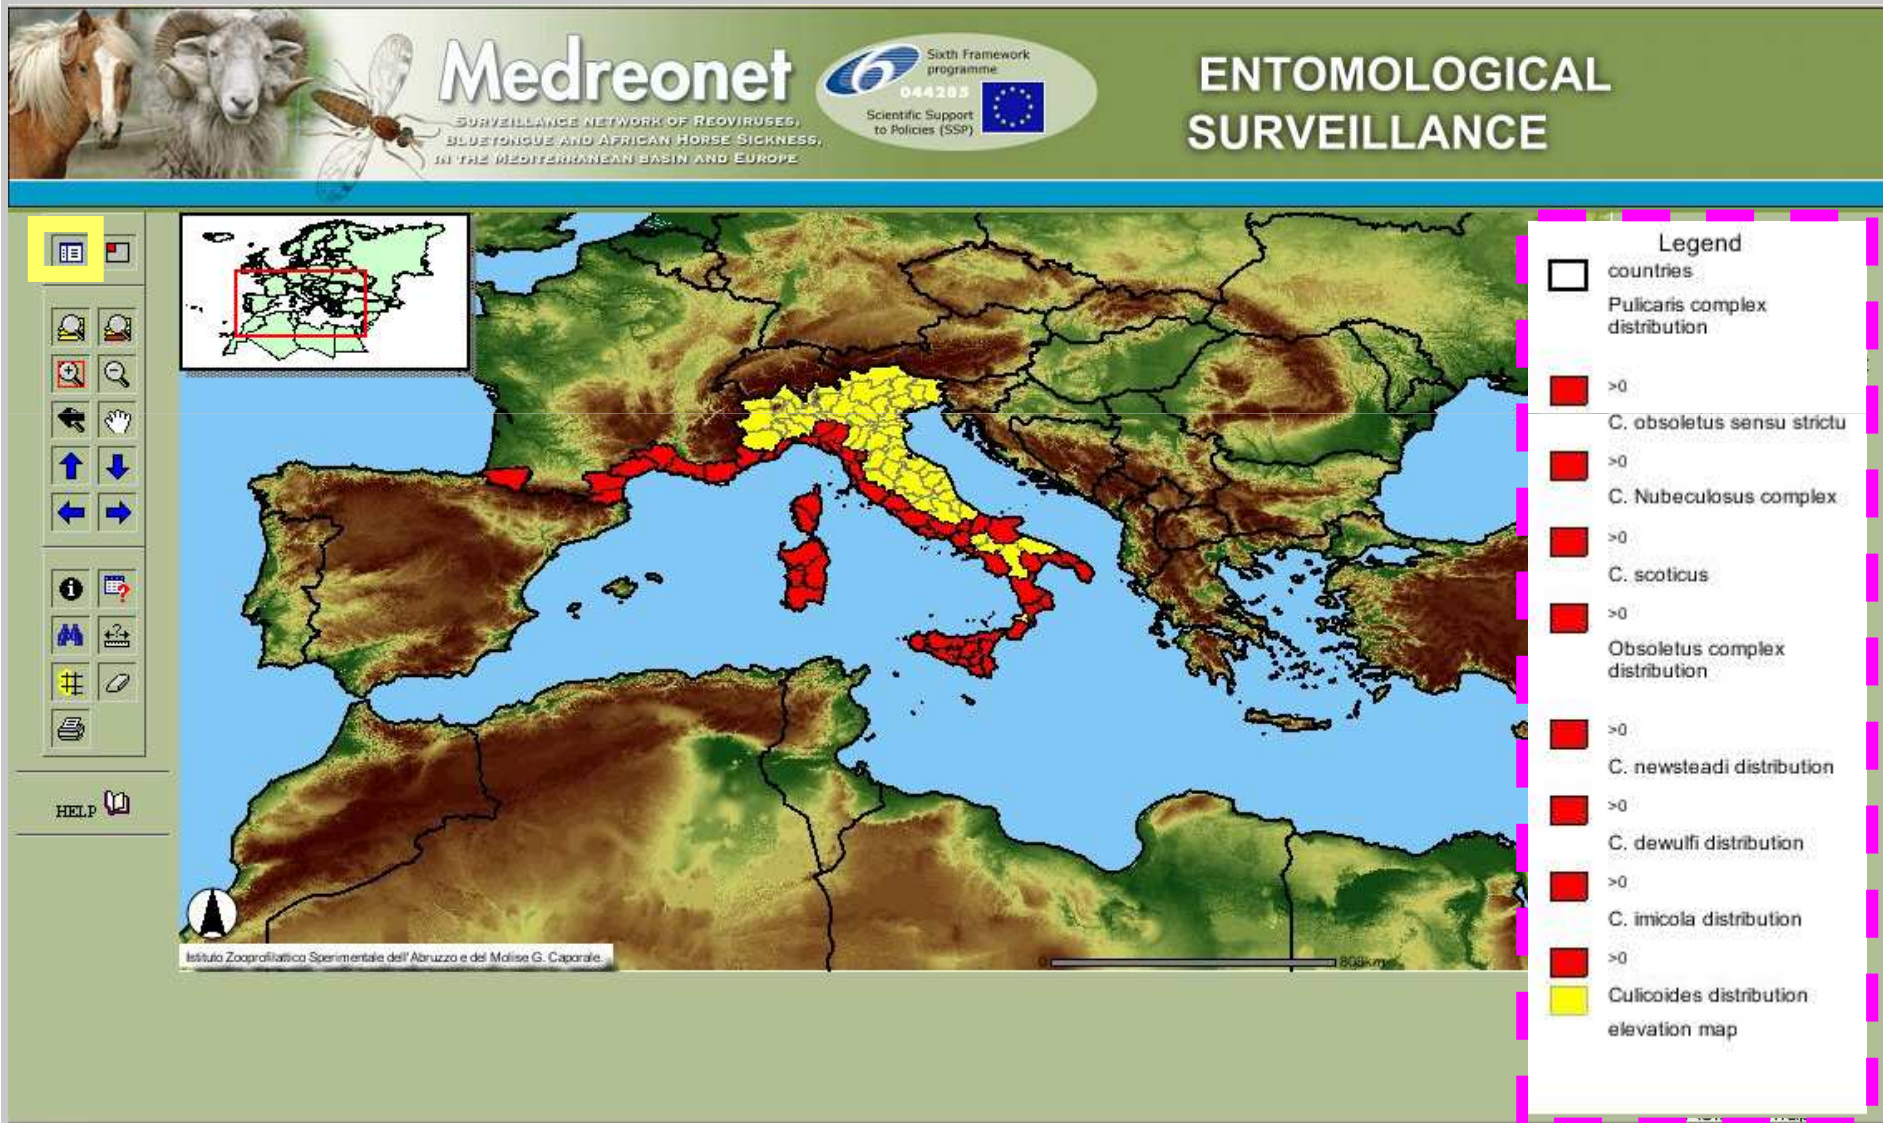 Medreonet
SURVEILLANCE NETWORK OF REOVIRUSES,
BLUETONGUE AND AFRICAN HORSE SICKNESS,
IN THE MEDITERRANEAN BASIN AND EUROPE
6
Sixth Framework
programme
044285
Scientific Support
to Policies (SSP)
ENTOMOLOGICAL
SURVEILLANCE
HELP
Istituto Zooprofilattico Sperimentale dell'Abruzzo e del Molise G. Caporale.
0 808km
Legend
countries
Pulicaris complex
distribution
>0
C. obsoletus sensu strictu
>0
C. Nubeculosus complex
>0
C. scoticus
>0
Obsoletus complex
distribution
>0
C. newsteadi distribution
>0
C. dewulfi distribution
>0
C. imicola distribution
>0
Culicoides distribution
elevation map